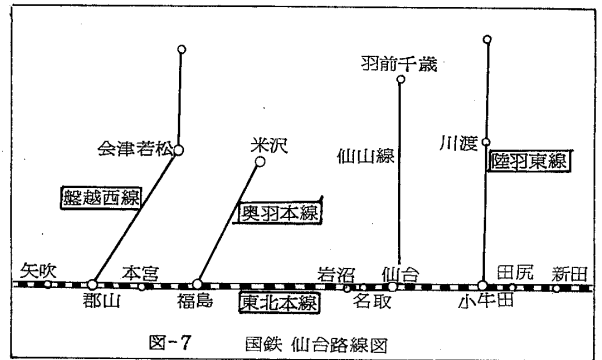 羽前千歳
会津若松
米沢
仙山線
川渡
陸羽東線
盤越西線
奥羽本線
矢吹
本宮
岩沼
仙台
田尻
新田
郡山
福島
東北本線
名取
小牛田
図-7 国鉄 仙台路線図